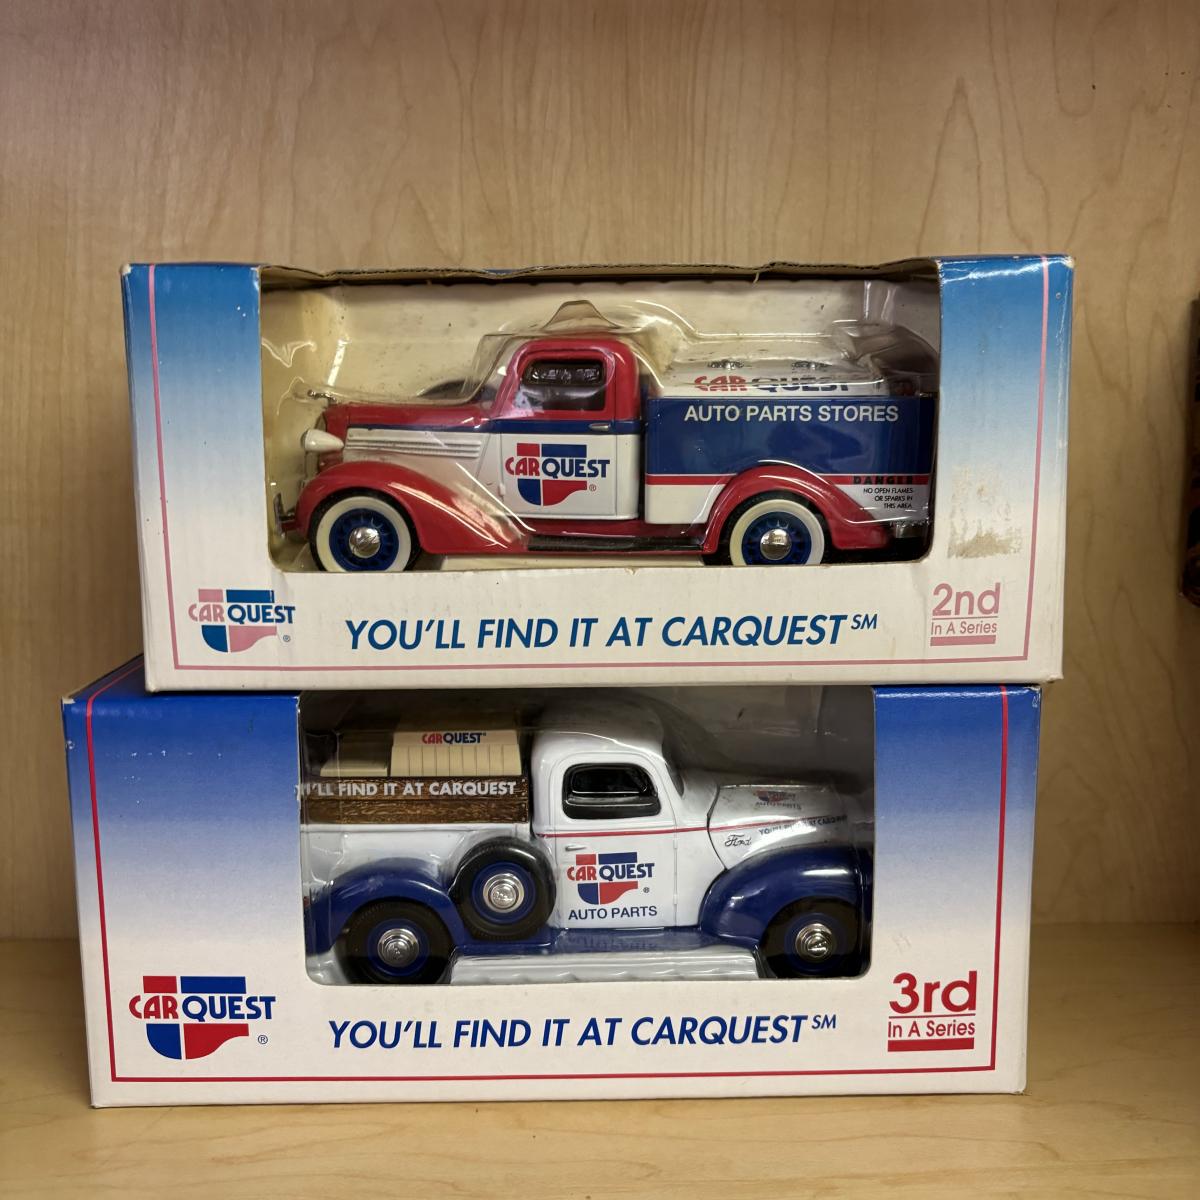 CARQUEST
AUTO PARTS STORES
CARQUEST
®
DANGER
NO OPEN FLAMES
OR SPARKS IN
THIS AREA
CARQUEST
®
YOU'LL FIND IT AT CARQUEST SM
2nd
In A Series
CARQUEST
'LL FIND IT AT CARQUEST
Ford
CARQUEST
®
AUTO PARTS
AUTO PARTS
CARQUEST
®
YOU'LL FIND IT AT CARQUEST SM
3rd
In A Series